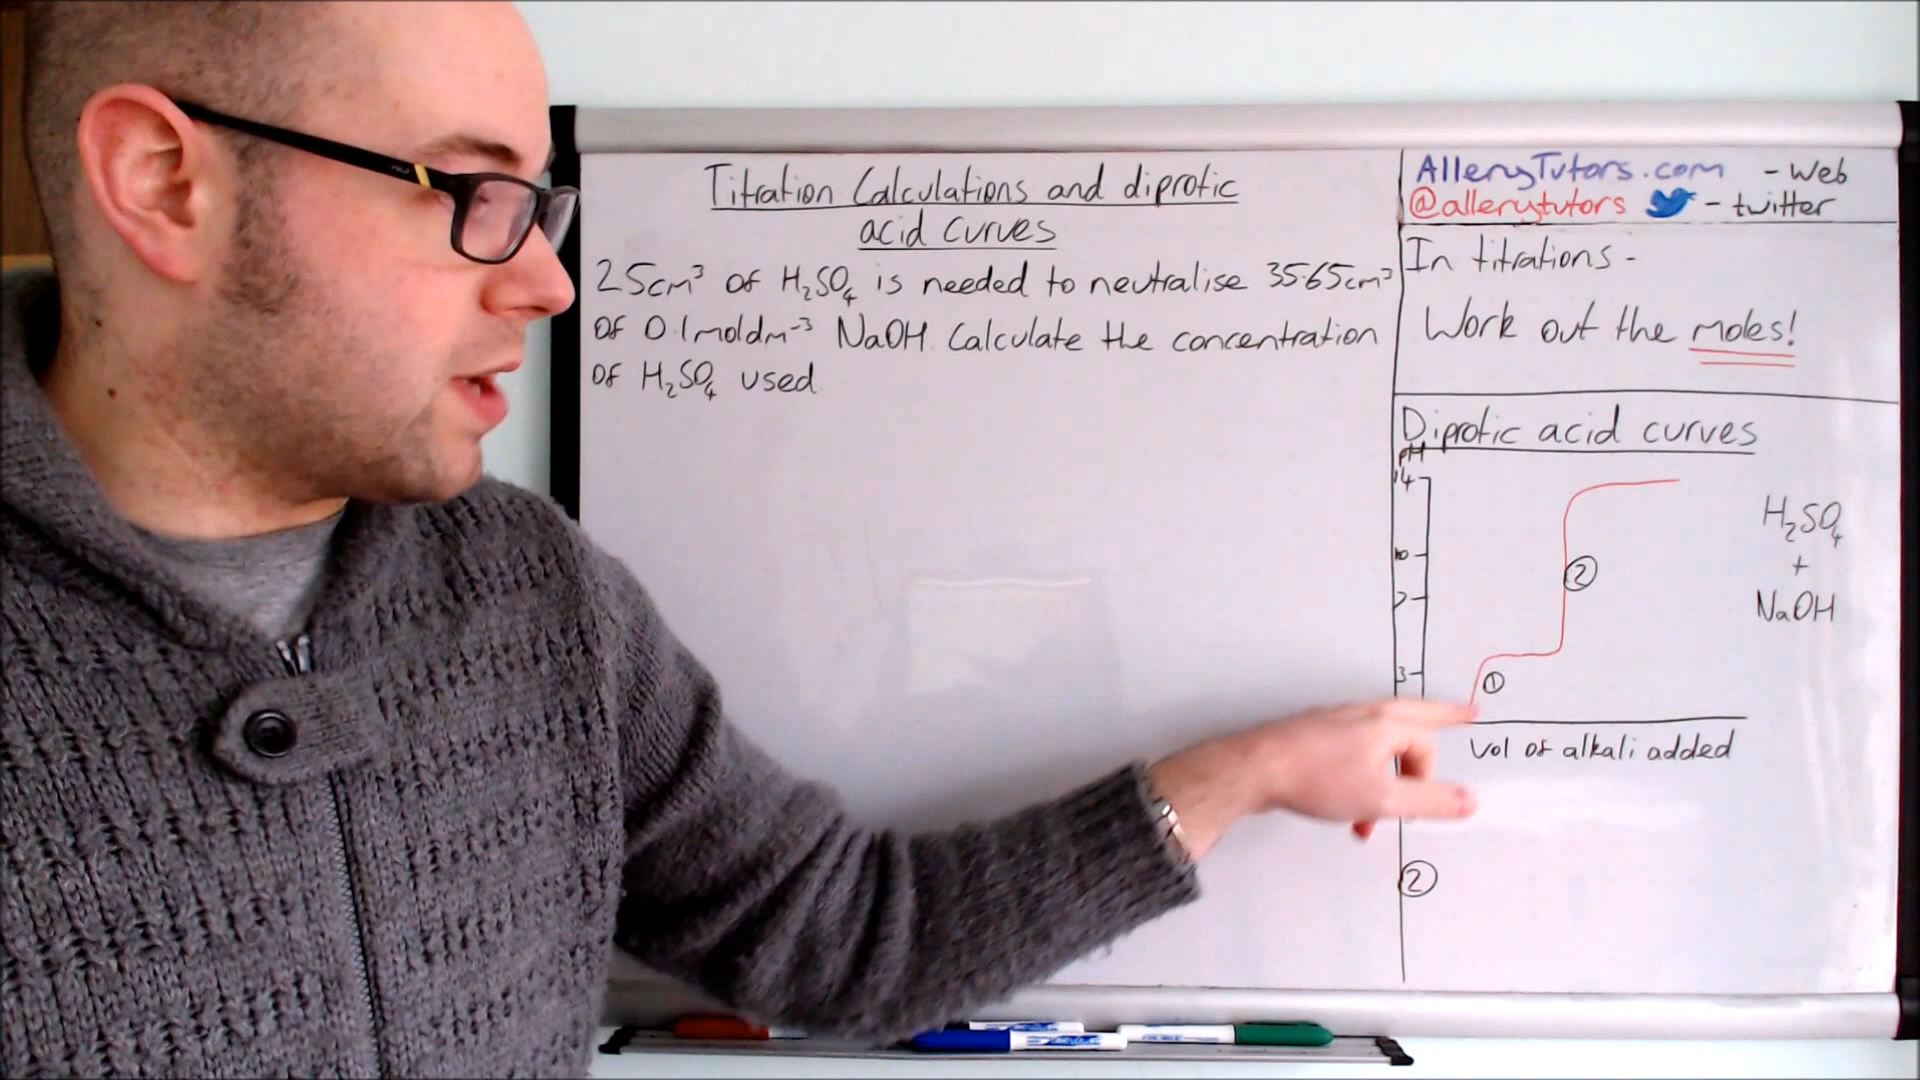 Titration Calculations and diprotic
acid curves
25cm³ of H₂SO₄ is needed to neutralise 35.65cm³
of 0.1moldm⁻³ NaOH. Calculate the concentration
of H₂SO₄ used.
AlleryTutors.com - Web
@allerytutors - twitter
In titrations -
Work out the moles!
Diprotic acid curves
pH
14
10
7
3
①
②
H₂SO₄
+
NaOH
Vol of alkali added
②